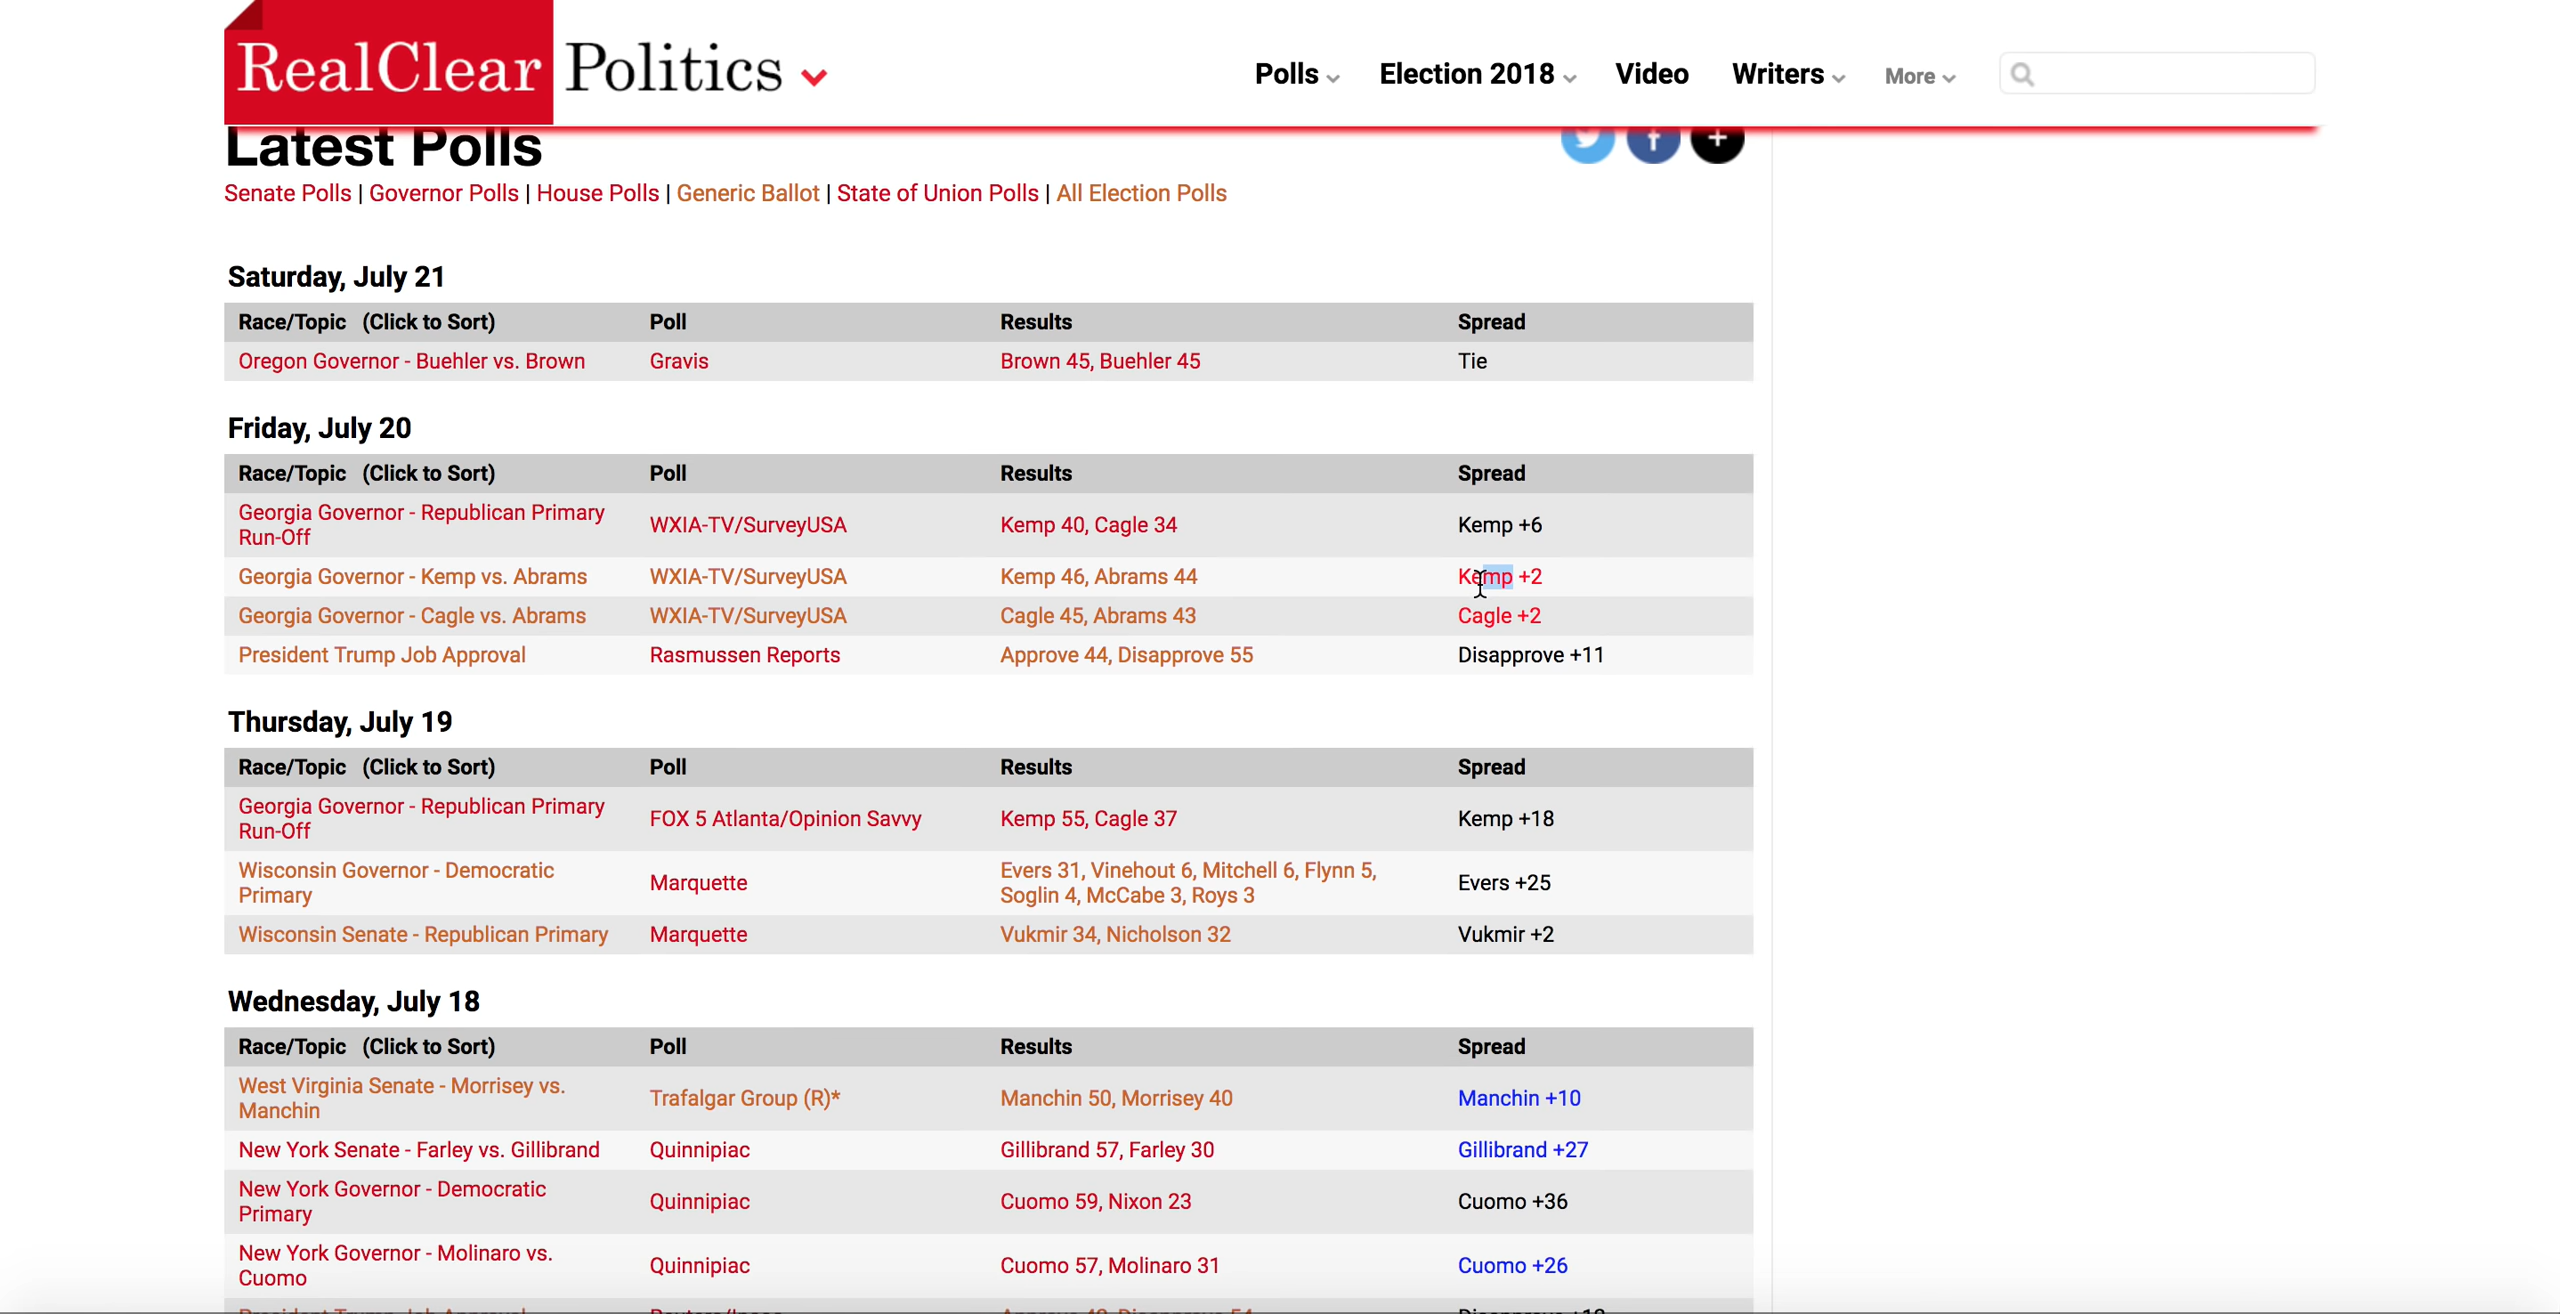 RealClear Politics
Polls Election 2018 Video Writers More
Latest Polls
Senate Polls | Governor Polls | House Polls | Generic Ballot | State of Union Polls | All Election Polls
Saturday, July 21
Race/Topic (Click to Sort) Poll Results Spread
Oregon Governor - Buehler vs. Brown Gravis Brown 45, Buehler 45 Tie
Friday, July 20
Race/Topic (Click to Sort) Poll Results Spread
Georgia Governor - Republican Primary
Run-Off WXIA-TV/SurveyUSA Kemp 40, Cagle 34 Kemp +6
Georgia Governor - Kemp vs. Abrams WXIA-TV/SurveyUSA Kemp 46, Abrams 44 Kemp +2
Georgia Governor - Cagle vs. Abrams WXIA-TV/SurveyUSA Cagle 45, Abrams 43 Cagle +2
President Trump Job Approval Rasmussen Reports Approve 44, Disapprove 55 Disapprove +11
Thursday, July 19
Race/Topic (Click to Sort) Poll Results Spread
Georgia Governor - Republican Primary
Run-Off FOX 5 Atlanta/Opinion Savvy Kemp 55, Cagle 37 Kemp +18
Wisconsin Governor - Democratic
Primary Marquette Evers 31, Vinehout 6, Mitchell 6, Flynn 5,
Soglin 4, McCabe 3, Roys 3 Evers +25
Wisconsin Senate - Republican Primary Marquette Vukmir 34, Nicholson 32 Vukmir +2
Wednesday, July 18
Race/Topic (Click to Sort) Poll Results Spread
West Virginia Senate - Morrisey vs.
Manchin Trafalgar Group (R)* Manchin 50, Morrisey 40 Manchin +10
New York Senate - Farley vs. Gillibrand Quinnipiac Gillibrand 57, Farley 30 Gillibrand +27
New York Governor - Democratic
Primary Quinnipiac Cuomo 59, Nixon 23 Cuomo +36
New York Governor - Molinaro vs.
Cuomo Quinnipiac Cuomo 57, Molinaro 31 Cuomo +26